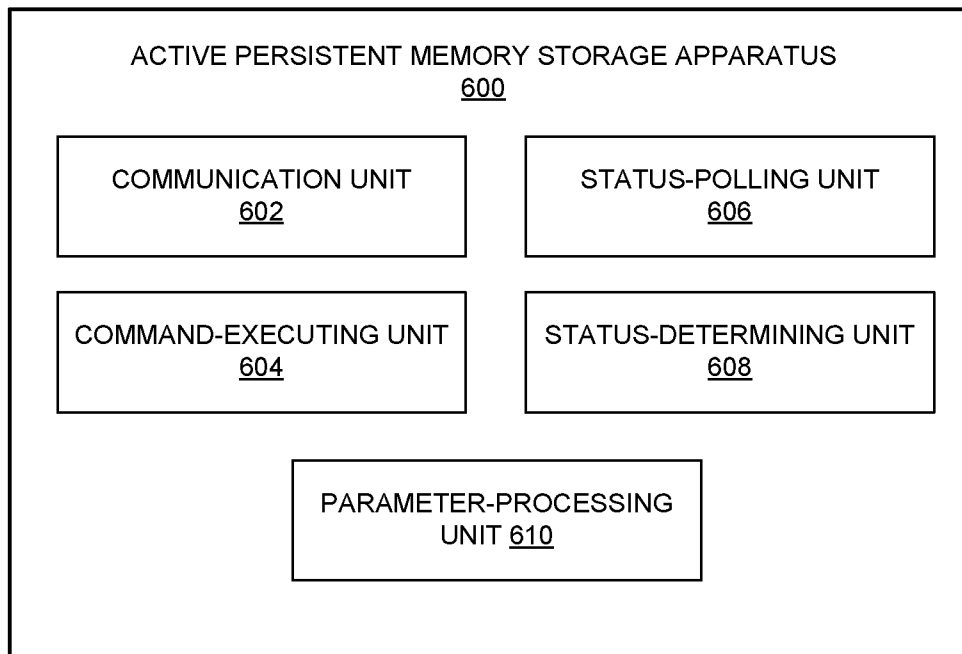 ACTIVE PERSISTENT MEMORY STORAGE APPARATUS
600
COMMUNICATION UNIT
602
STATUS-POLLING UNIT
606
COMMAND-EXECUTING UNIT
604
STATUS-DETERMINING UNIT
608
PARAMETER-PROCESSING
UNIT 610